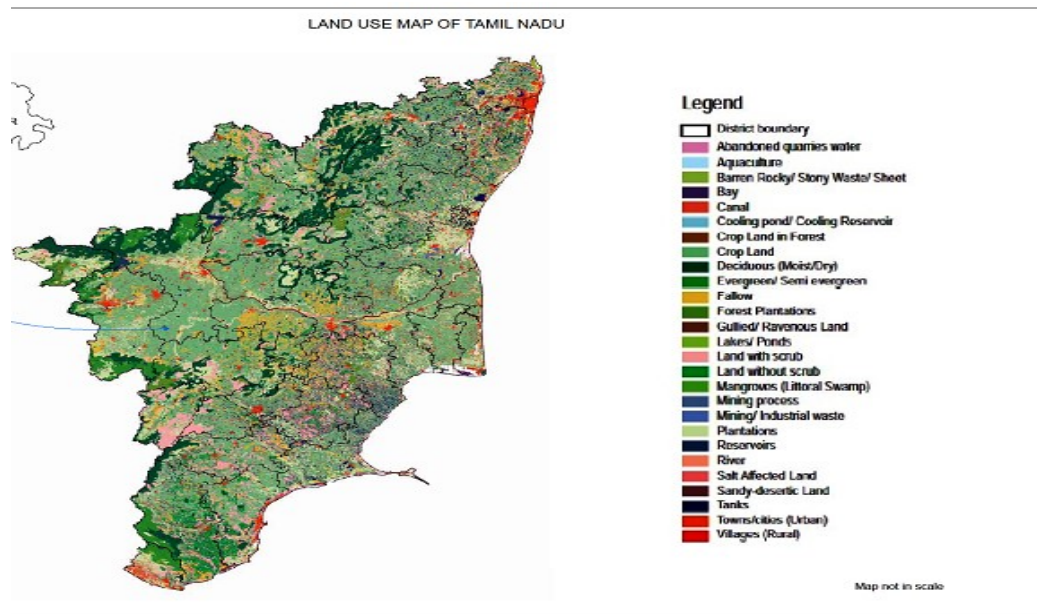 LAND USE MAP OF TAMIL NADU
Legend
District boundary
Abandoned quarries water
Aquaculture
Barren Rocky/ Stony Waste/ Sheet
Bay
Canal
Cooling pond/ Cooling Reservoir
Crop Land in Forest
Crop Land
Deciduous (Moist/Dry)
Evergreen/ Semi evergreen
Fallow
Forest Plantations
Gullied/ Ravenous Land
Lakes/ Ponds
Land with scrub
Land without scrub
Mangroves (Littoral Swamp)
Mining process
Mining/ Industrial waste
Plantations
Reservoirs
River
Salt Affected Land
Sandy-desertic Land
Tanks
Towns/cities (Urban)
Villages (Rural)
Map not in scale